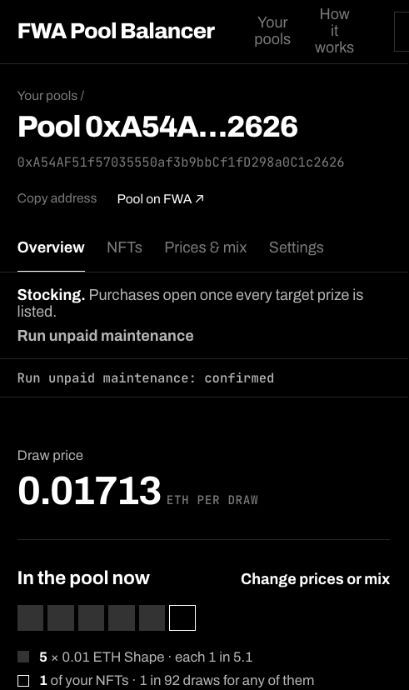 FWA Pool Balancer
Your
pools
How
it
works
Your pools /
Pool 0xA54A…2626
0xA54AF51f57035550af3b9bbCf1fD298a0C1c2626
Copy address
Pool on FWA ↗
Overview NFTs Prices & mix Settings
Stocking. Purchases open once every target prize is
listed.
Run unpaid maintenance
Run unpaid maintenance: confirmed
Draw price
0.01713 ETH PER DRAW
In the pool now
Change prices or mix
5 × 0.01 ETH Shape · each 1 in 5.1
1 of your NFTs · 1 in 92 draws for any of them